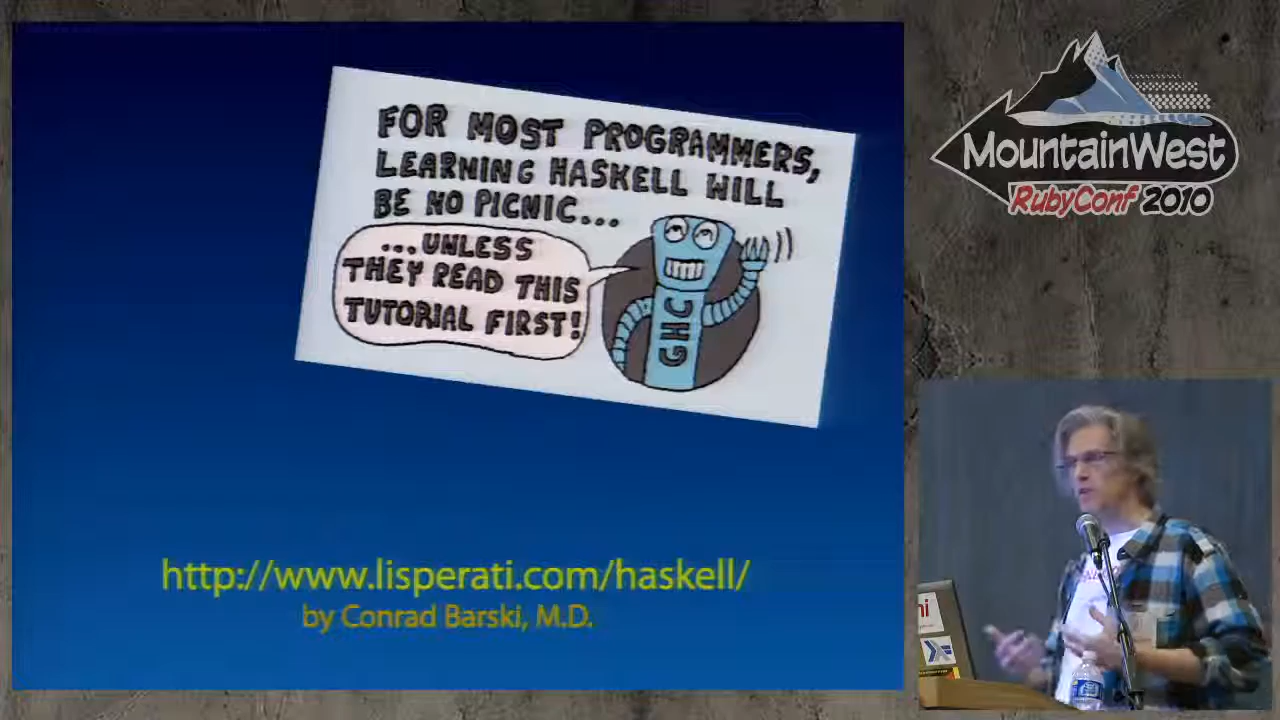 FOR MOST PROGRAMMERS,
LEARNING HASKELL WILL
BE NO PICNIC...
...UNLESS
THEY READ THIS
TUTORIAL FIRST!
GHC
http://www.lisperati.com/haskell/
by Conrad Barski, M.D.
MountainWest
RubyConf 2010